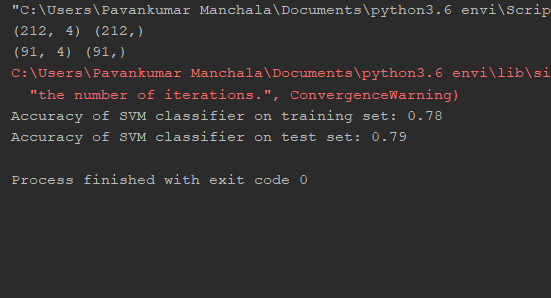 "C:\Users\Pavankumar Manchala\Documents\python3.6 envi\Scrip
(212, 4) (212,)
(91, 4) (91,)
C:\Users\Pavankumar Manchala\Documents\python3.6 envi\lib\si
"the number of iterations.", ConvergenceWarning)
Accuracy of SVM classifier on training set: 0.78
Accuracy of SVM classifier on test set: 0.79
Process finished with exit code 0